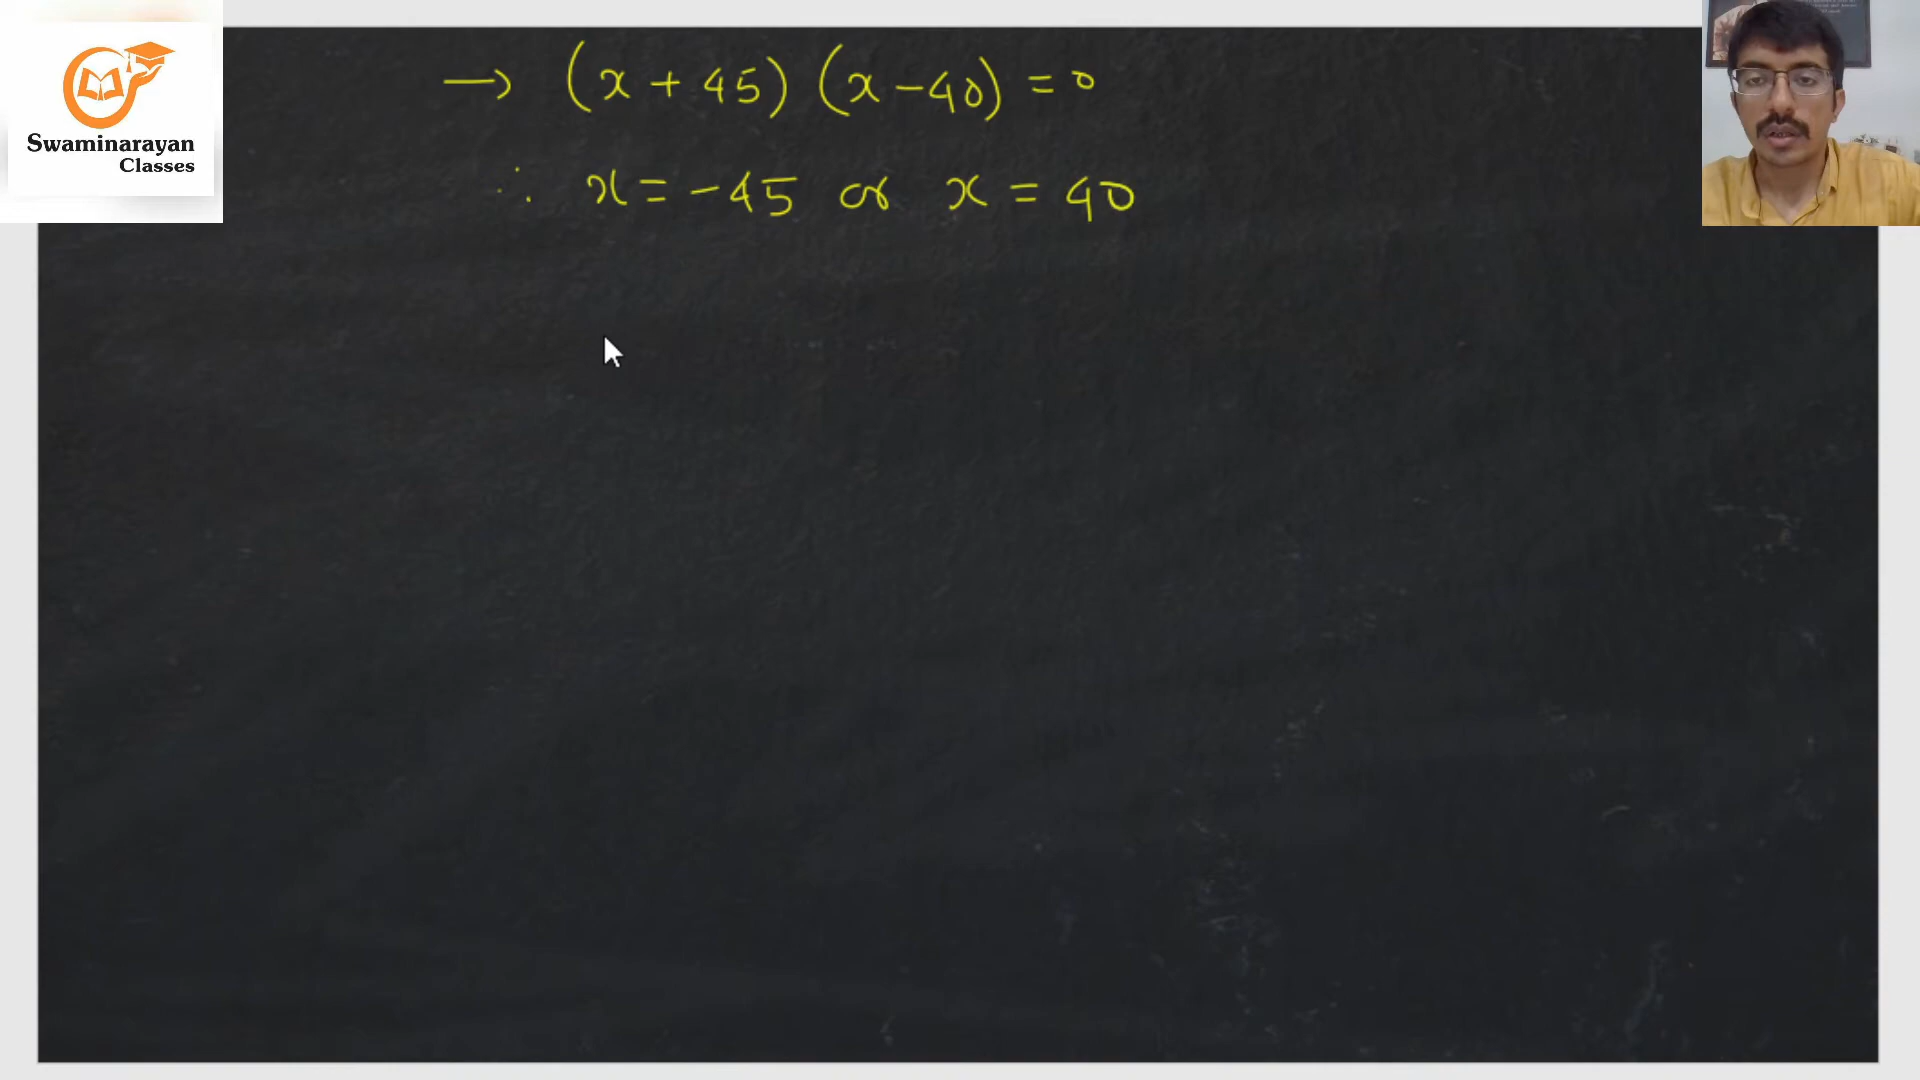 Swaminarayan
Classes
→ (x + 45) (x - 40) = 0
∴ x = -45 or x = 40